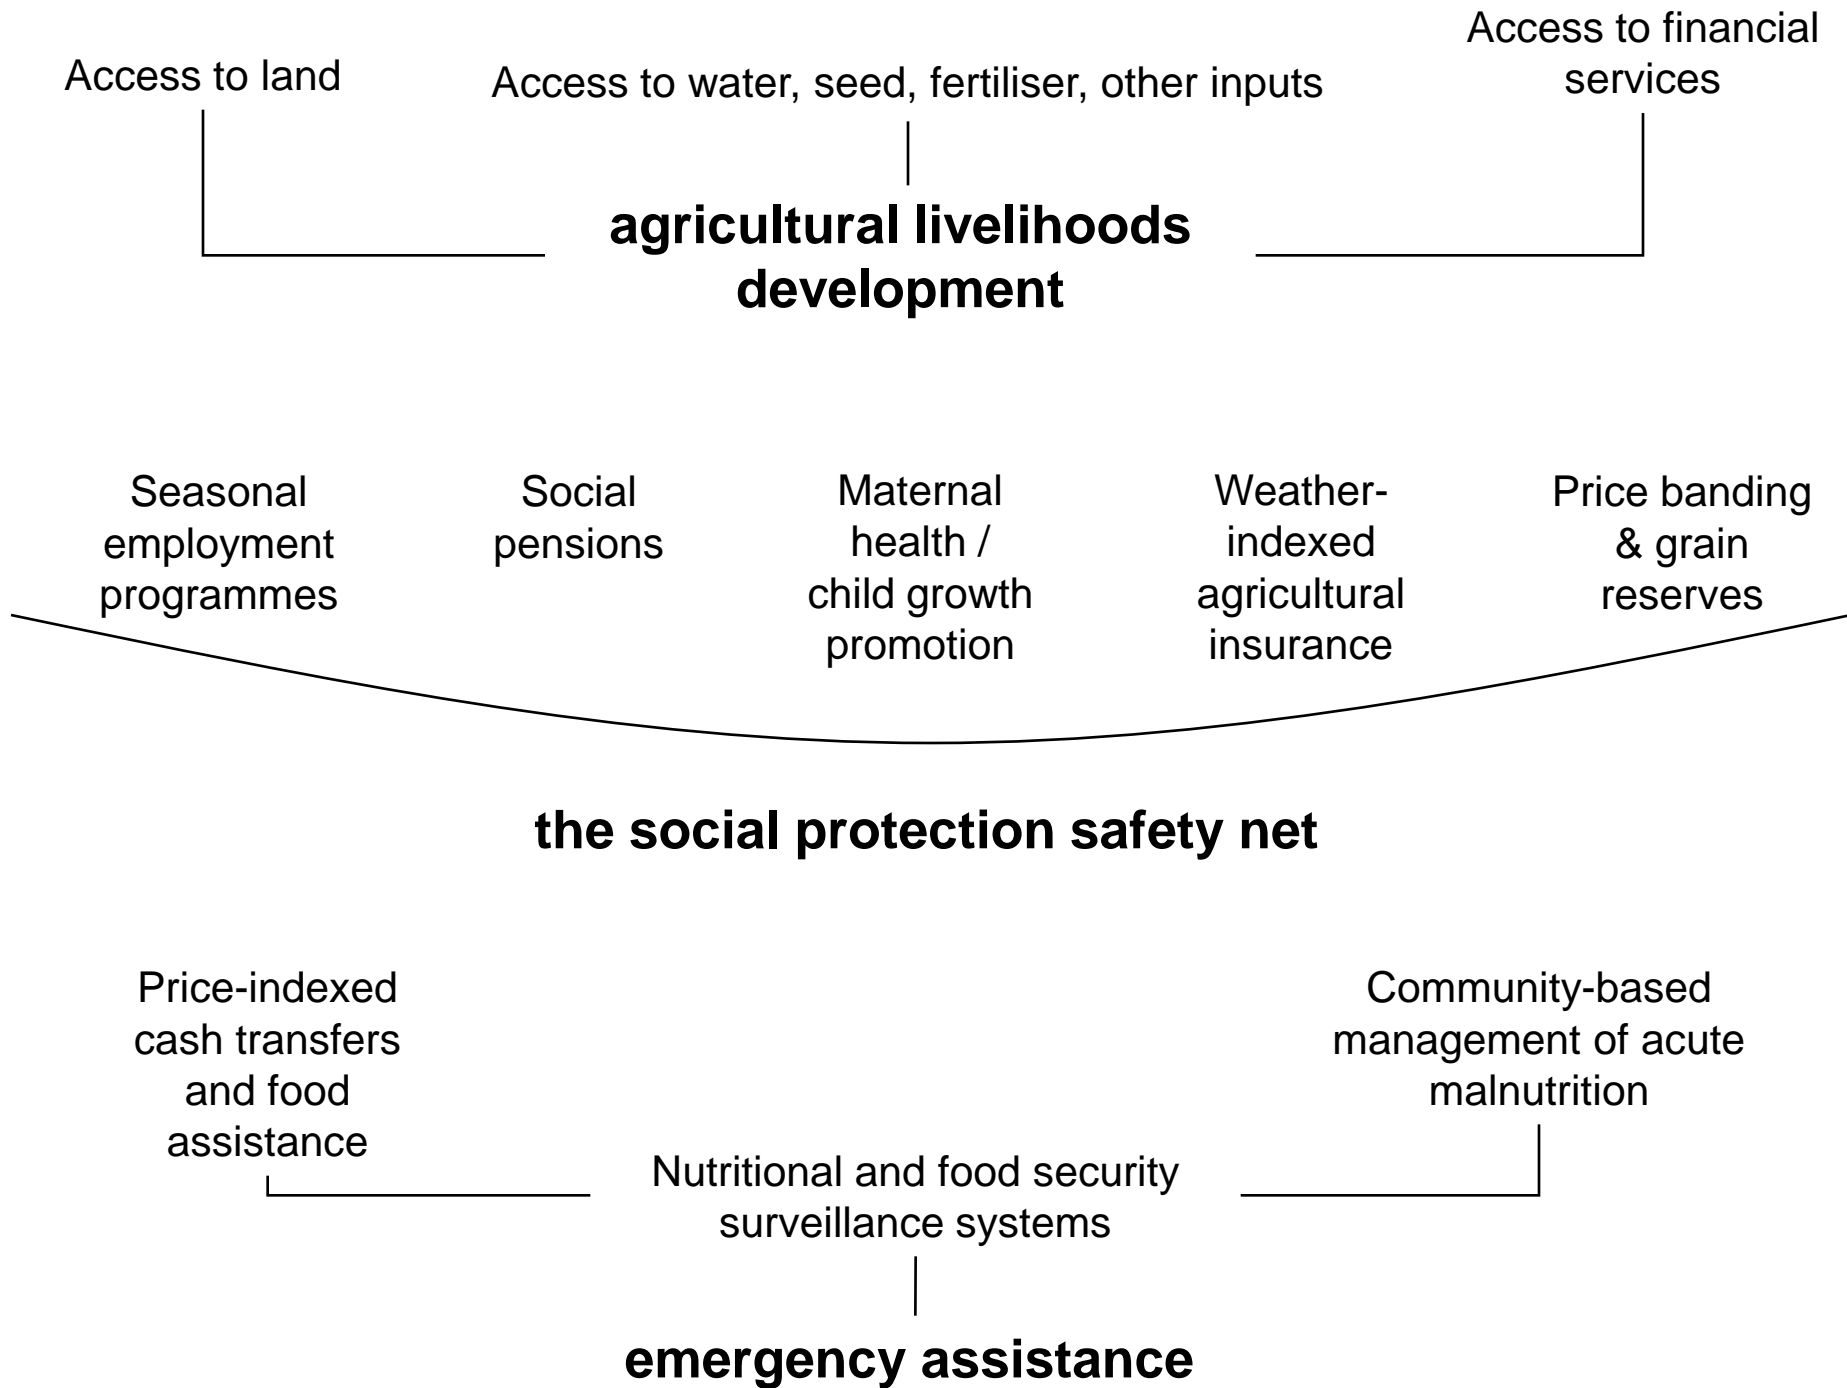 Access to land
Access to water, seed, fertiliser, other inputs
Access to financial
services
agricultural livelihoods
development
Seasonal
employment
programmes
Social
pensions
Maternal
health /
child growth
promotion
Weather-
indexed
agricultural
insurance
Price banding
& grain
reserves
the social protection safety net
Price-indexed
cash transfers
and food
assistance
Community-based
management of acute
malnutrition
Nutritional and food security
surveillance systems
emergency assistance